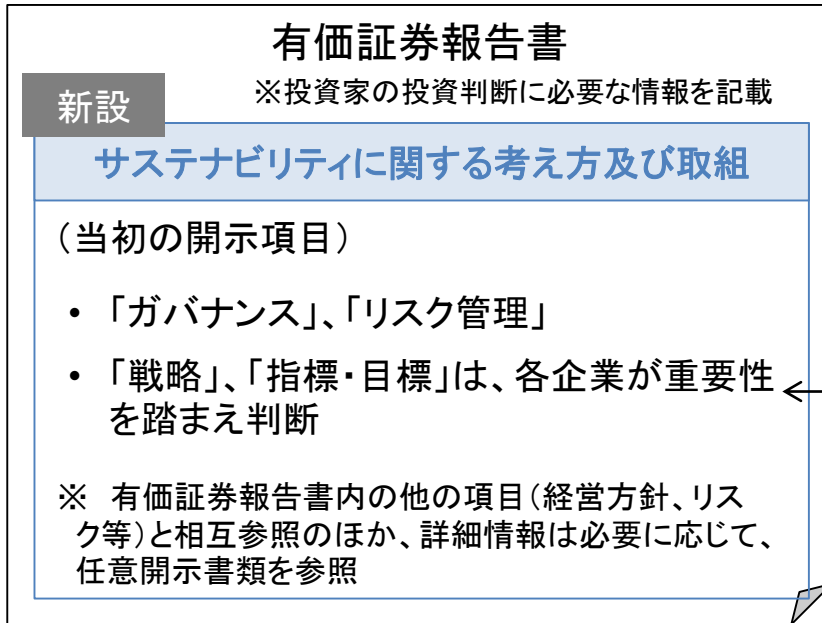 有価証券報告書
※投資家の投資判断に必要な情報を記載
新設
サステナビリティに関する考え方及び取組
（当初の開示項目）
• 「ガバナンス」、「リスク管理」
• 「戦略」、「指標・目標」は、各企業が重要性
を踏まえ判断
※ 有価証券報告書内の他の項目（経営方針、リス
ク等）と相互参照のほか、詳細情報は必要に応じて、
任意開示書類を参照